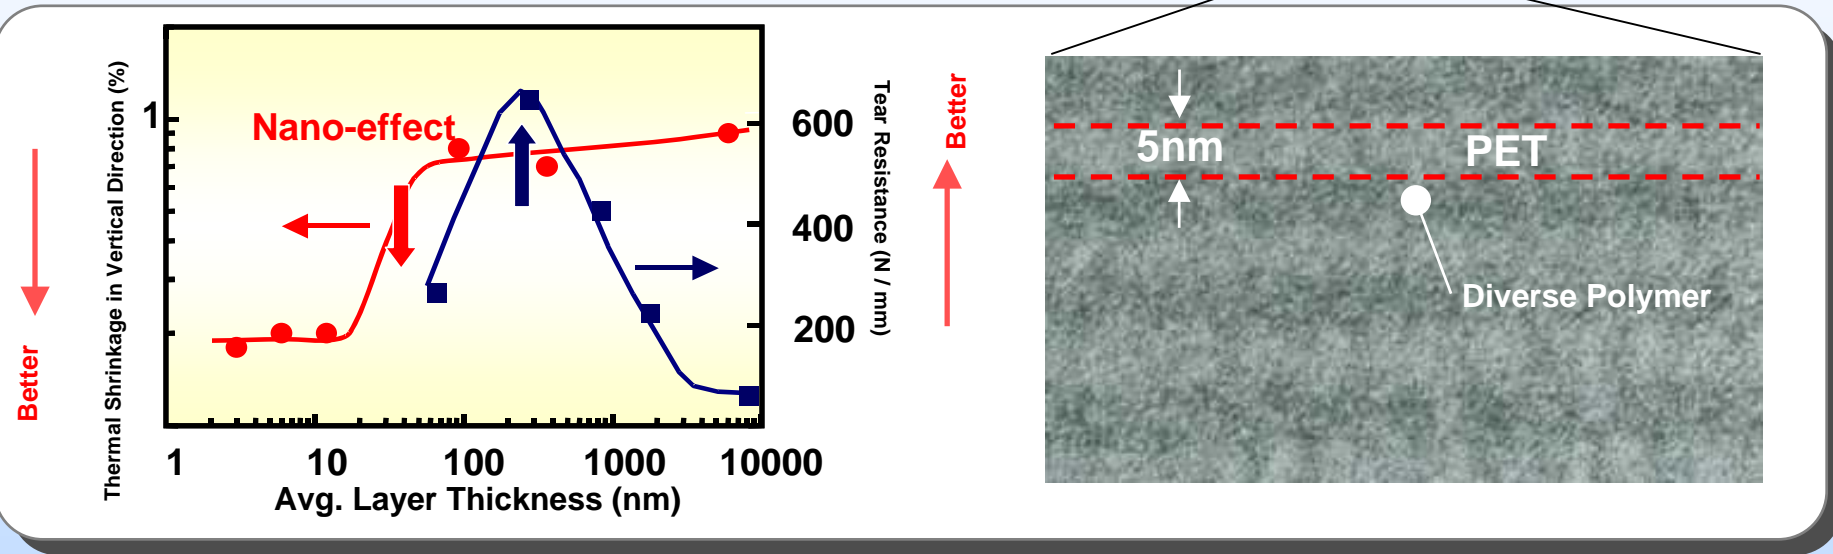 Better
Thermal Shrinkage in Vertical Direction (%)
1
Nano-effect
600
400
200
Tear Resistance (N / mm)
Better
1 10 100 1000 10000
Avg. Layer Thickness (nm)
5nm
PET
Diverse Polymer